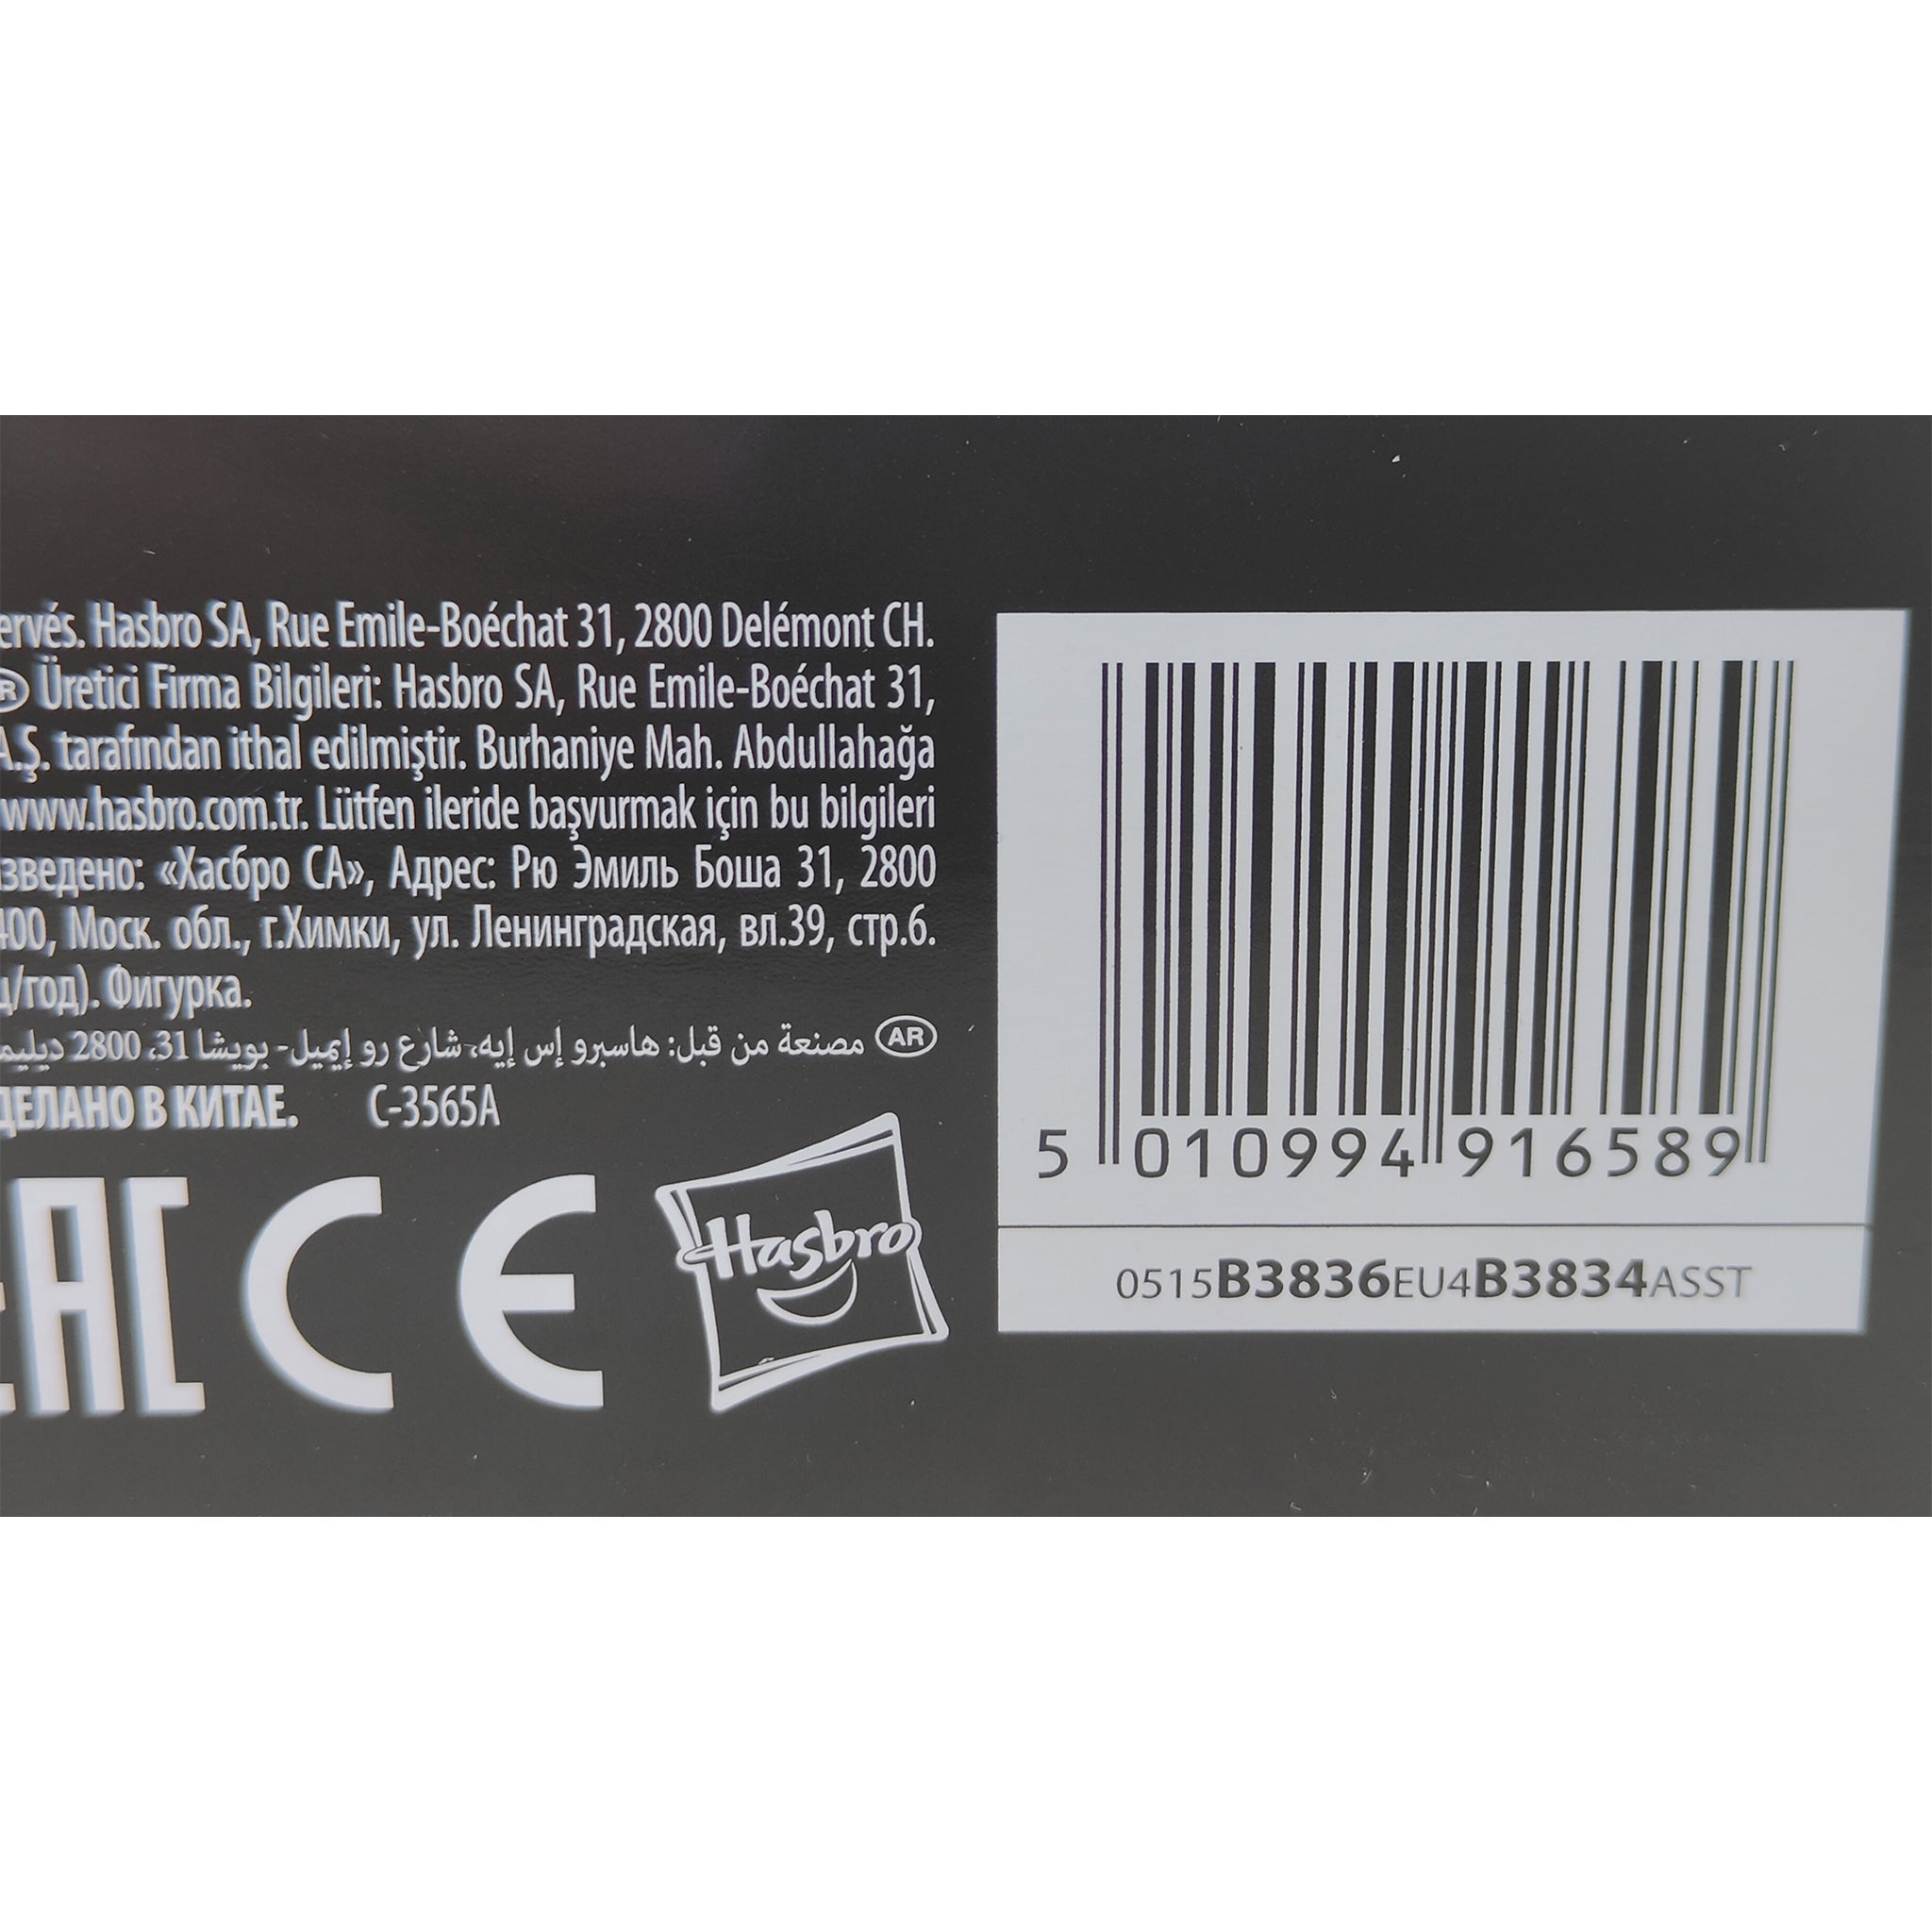 ervés. Hasbro SA, Rue Emile-Boéchat 31, 2800 Delémont CH.
Üretici Firma Bilgileri: Hasbro SA, Rue Emile-Boéchat 31,
A.Ş. tarafından ithal edilmiştir. Burhaniye Mah. Abdullahağa
www.hasbro.com.tr. Lütfen ileride başvurmak için bu bilgileri
зведено: «Хасбро СА», Адрес: Рю Эмиль Боша 31, 2800
400, Моск. обл., г.Химки, ул. Ленинградская, вл.39, стр.6.
ц/год). Фигурка.
AR مصنعة من قبل: هاسبرو إس إيه، شارع رو إيميل- بويشا 31، 2800 ديليم
ДЕЛАНО В КИТАЕ. C-3565A
EAC CE Hasbro
5 010994 916589
0515B3836EU4B3834ASST